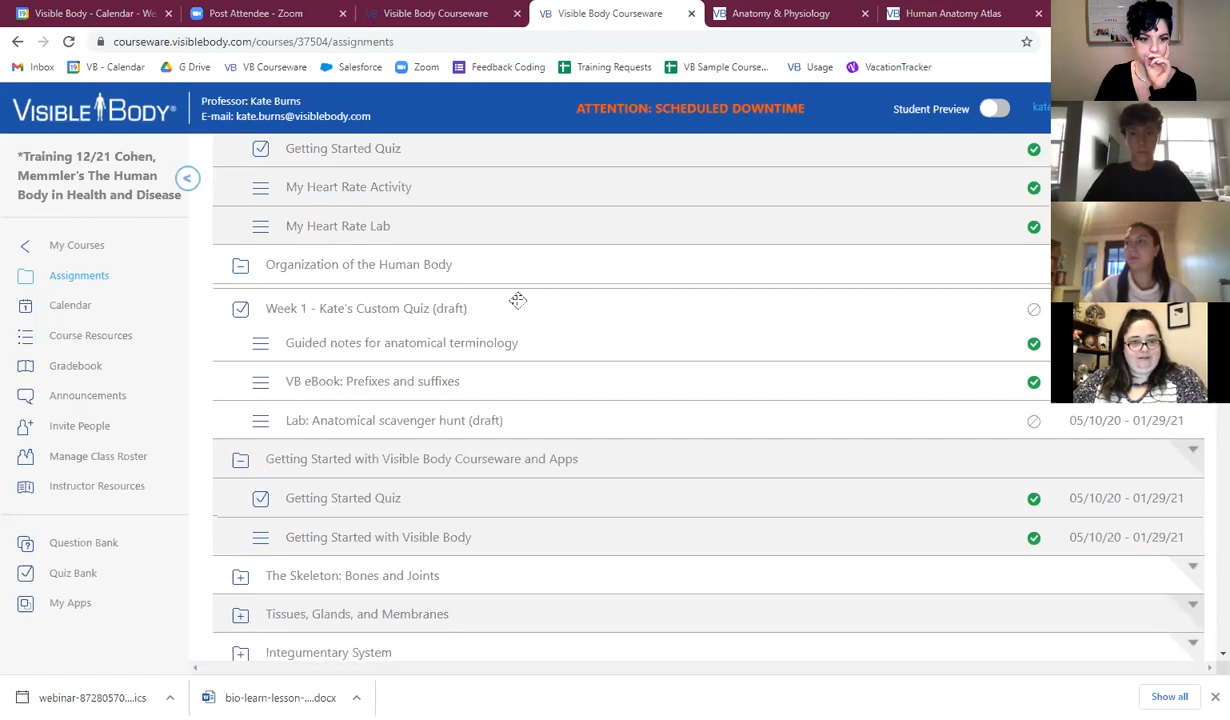 Visible Body - Calendar - We
Post Attendee - Zoom
Visible Body Courseware
Visible Body Courseware
Anatomy & Physiology
Human Anatomy Atlas
courseware.visiblebody.com/courses/37504/assignments
Inbox
VB - Calendar
G Drive
VB Courseware
Salesforce
Zoom
Feedback Coding
Training Requests
VB Sample Course...
Usage
VacationTracker
VISIBLE BODY®
Professor: Kate Burns
E-mail: kate.burns@visiblebody.com
ATTENTION: SCHEDULED DOWNTIME
Student Preview
kate
*Training 12/21 Cohen,
Memmler's The Human
Body in Health and Disease
My Courses
Assignments
Calendar
Course Resources
Gradebook
Announcements
Invite People
Manage Class Roster
Instructor Resources
Question Bank
Quiz Bank
My Apps
Getting Started Quiz
My Heart Rate Activity
My Heart Rate Lab
Organization of the Human Body
Week 1 - Kate's Custom Quiz (draft)
Guided notes for anatomical terminology
VB eBook: Prefixes and suffixes
Lab: Anatomical scavenger hunt (draft) 05/10/20 - 01/29/21
Getting Started with Visible Body Courseware and Apps
Getting Started Quiz 05/10/20 - 01/29/21
Getting Started with Visible Body 05/10/20 - 01/29/21
The Skeleton: Bones and Joints
Tissues, Glands, and Membranes
Integumentary System
webinar-87280570....ics
bio-learn-lesson-....docx
Show all